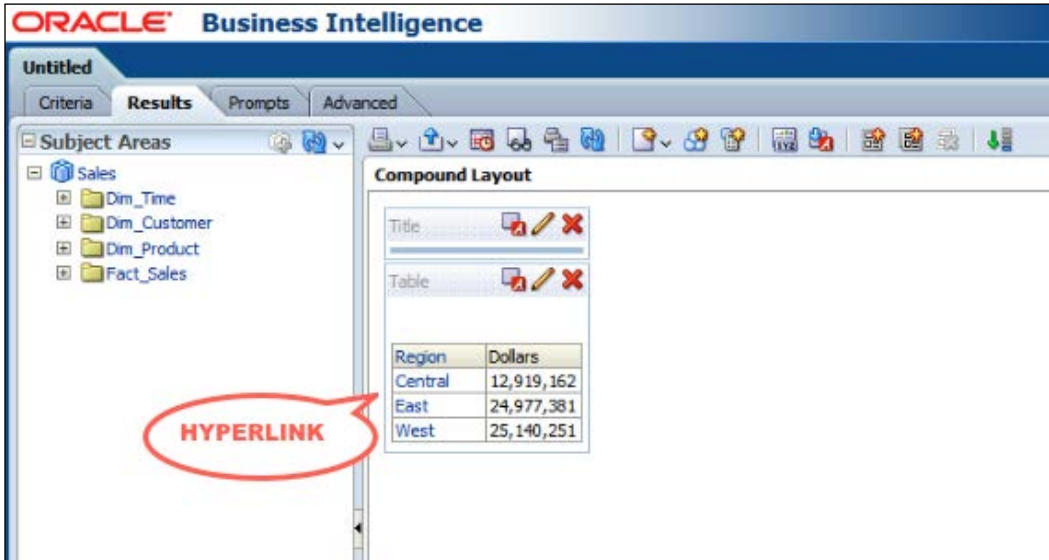 ORACLE® Business Intelligence
Untitled
Criteria Results Prompts Advanced
Subject Areas
Sales
Dim_Time
Dim_Customer
Dim_Product
Fact_Sales
Compound Layout
Title
Table
Region Dollars
Central 12,919,162
East 24,977,381
West 25,140,251
HYPERLINK